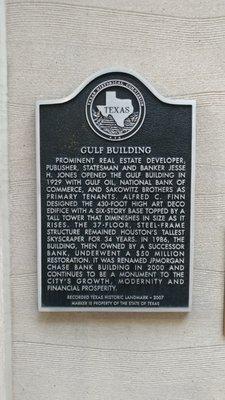 TEXAS HISTORICAL COMMISSION
TEXAS
GULF BUILDING
PROMINENT REAL ESTATE DEVELOPER,
PUBLISHER, STATESMAN AND BANKER JESSE
H. JONES OPENED THE GULF BUILDING IN
1929 WITH GULF OIL, NATIONAL BANK OF
COMMERCE, AND SAKOWITZ BROTHERS AS
PRIMARY TENANTS. ALFRED C. FINN
DESIGNED THE 430-FOOT HIGH ART DECO
EDIFICE WITH A SIX-STORY BASE TOPPED BY A
TALL TOWER THAT DIMINISHES IN SIZE AS IT
RISES. THE 37-FLOOR, STEEL-FRAME
STRUCTURE REMAINED HOUSTON'S TALLEST
SKYSCRAPER FOR 34 YEARS. IN 1986, THE
BUILDING, THEN OWNED BY A SUCCESSOR
BANK, UNDERWENT A $50 MILLION
RESTORATION. IT WAS RENAMED JPMORGAN
CHASE BANK BUILDING IN 2000 AND
CONTINUES TO BE A MONUMENT TO THE
CITY'S GROWTH, MODERNITY AND
FINANCIAL PROSPERITY.
RECORDED TEXAS HISTORIC LANDMARK - 2007
MARKER IS PROPERTY OF THE STATE OF TEXAS